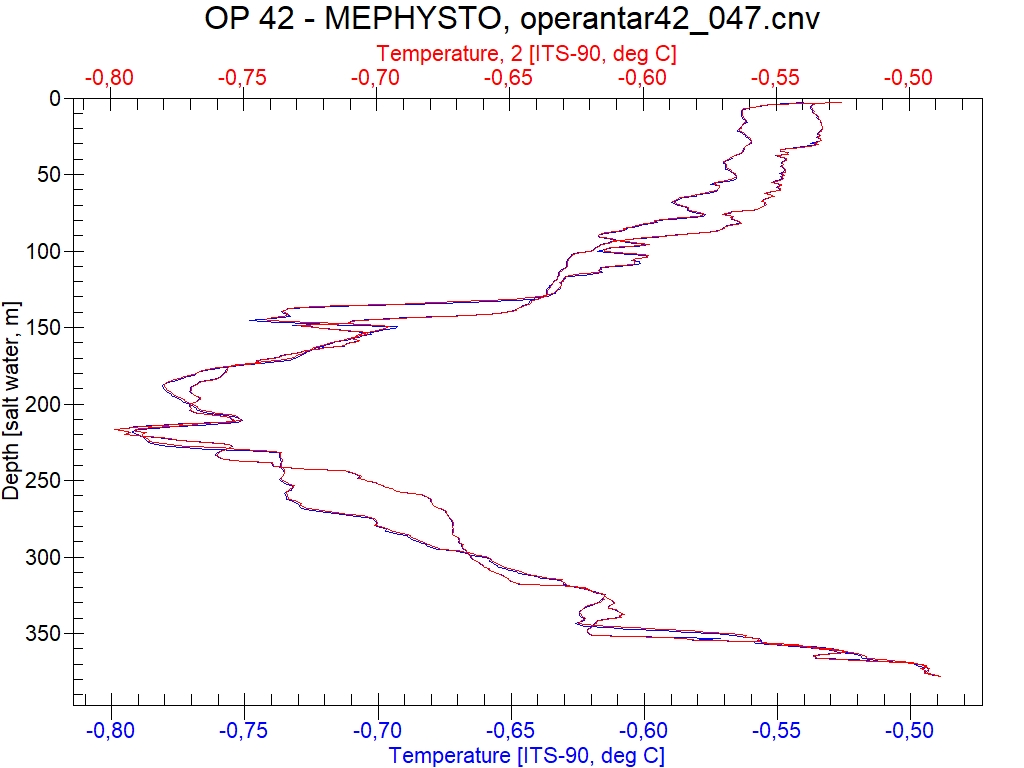 OP 42 - MEPHYSTO, operantar42_047.cnv
Temperature, 2 [ITS-90, deg C]
-0,80 -0,75 -0,70 -0,65 -0,60 -0,55 -0,50
0
50
100
150
200
250
300
350
Depth [salt water, m]
-0,80 -0,75 -0,70 -0,65 -0,60 -0,55 -0,50
Temperature [ITS-90, deg C]